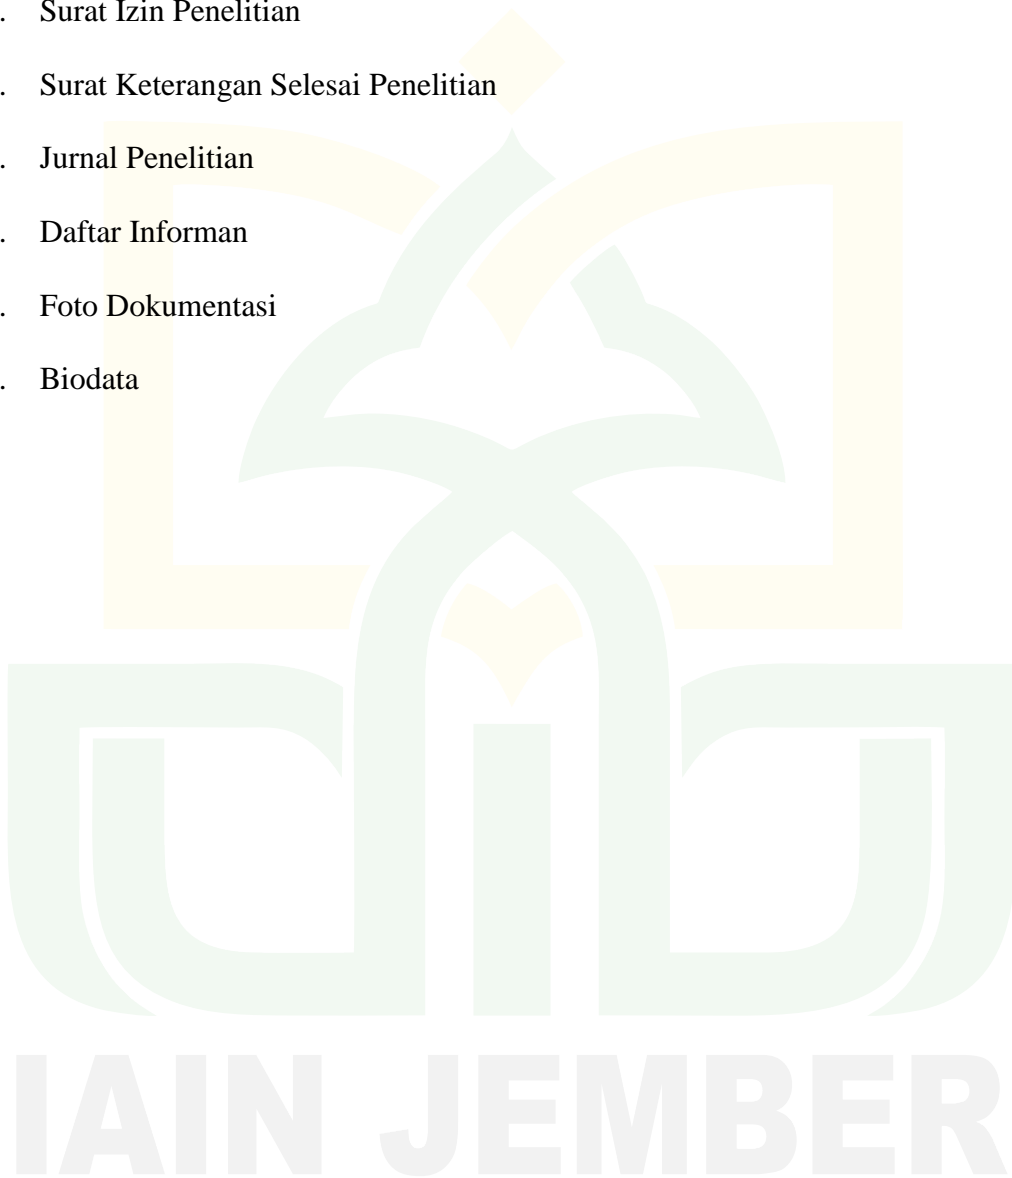 . Surat Izin Penelitian
. Surat Keterangan Selesai Penelitian
. Jurnal Penelitian
. Daftar Informan
. Foto Dokumentasi
. Biodata
IAIN JEMBER